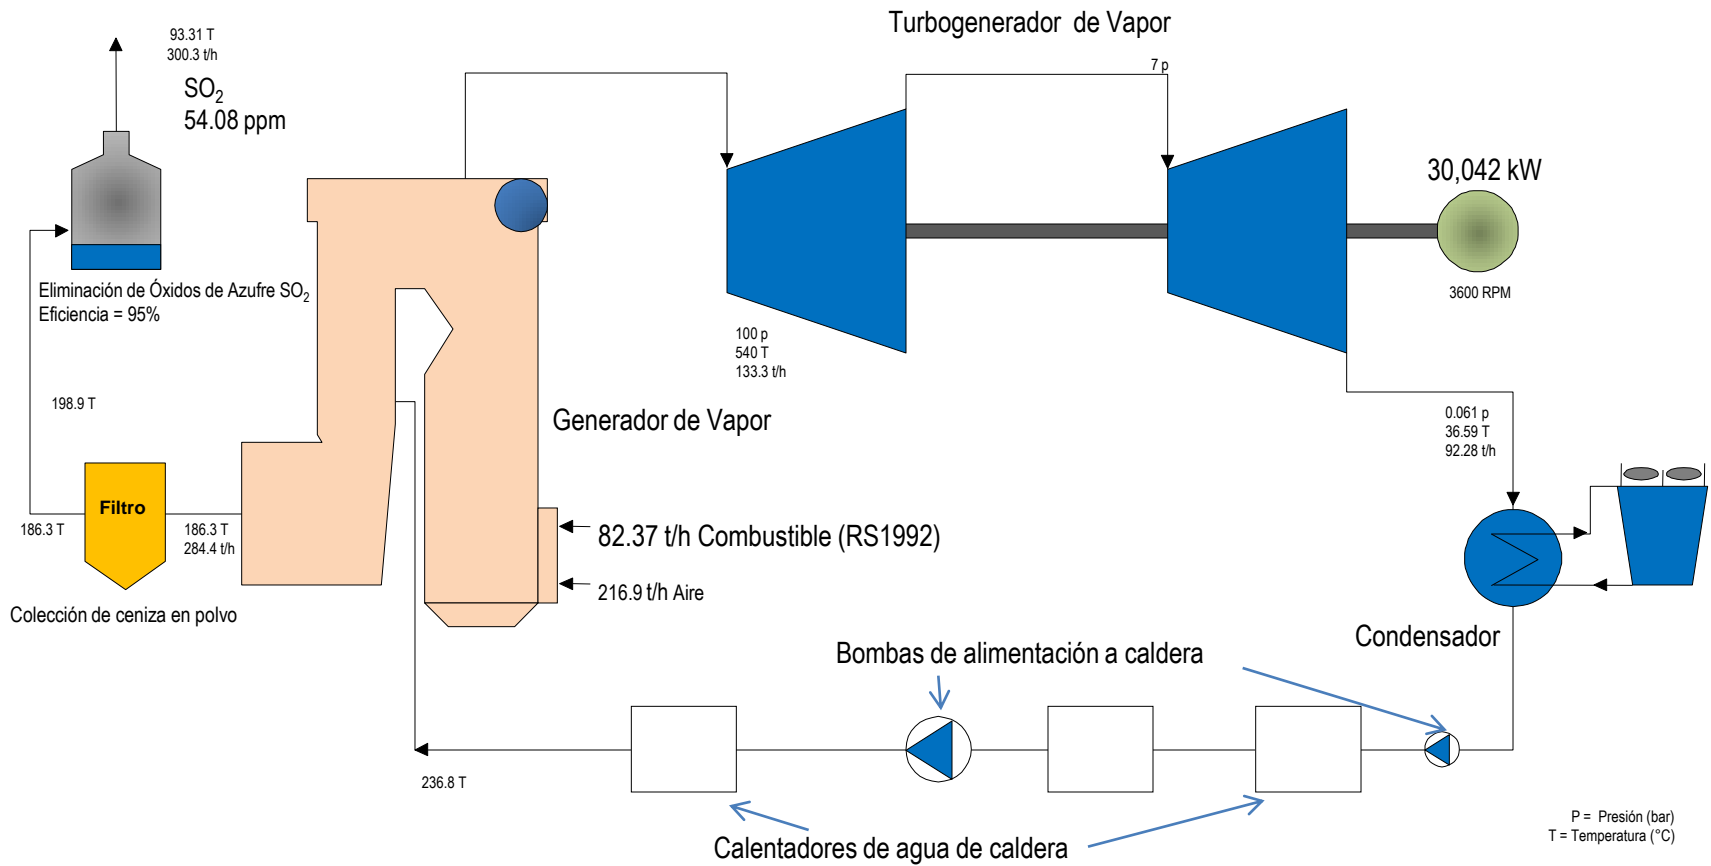 Turbogenerador de Vapor
93.31 T
300.3 t/h
SO₂
54.08 ppm
7 p
30,042 kW
3600 RPM
Eliminación de Óxidos de Azufre SO₂
Eficiencia = 95%
100 p
540 T
133.3 t/h
198.9 T
Generador de Vapor
0.061 p
36.59 T
92.28 t/h
Filtro
186.3 T
186.3 T
284.4 t/h
82.37 t/h Combustible (RS1992)
216.9 t/h Aire
Colección de ceniza en polvo
Condensador
Bombas de alimentación a caldera
236.8 T
Calentadores de agua de caldera
P = Presión (bar)
T = Temperatura (°C)